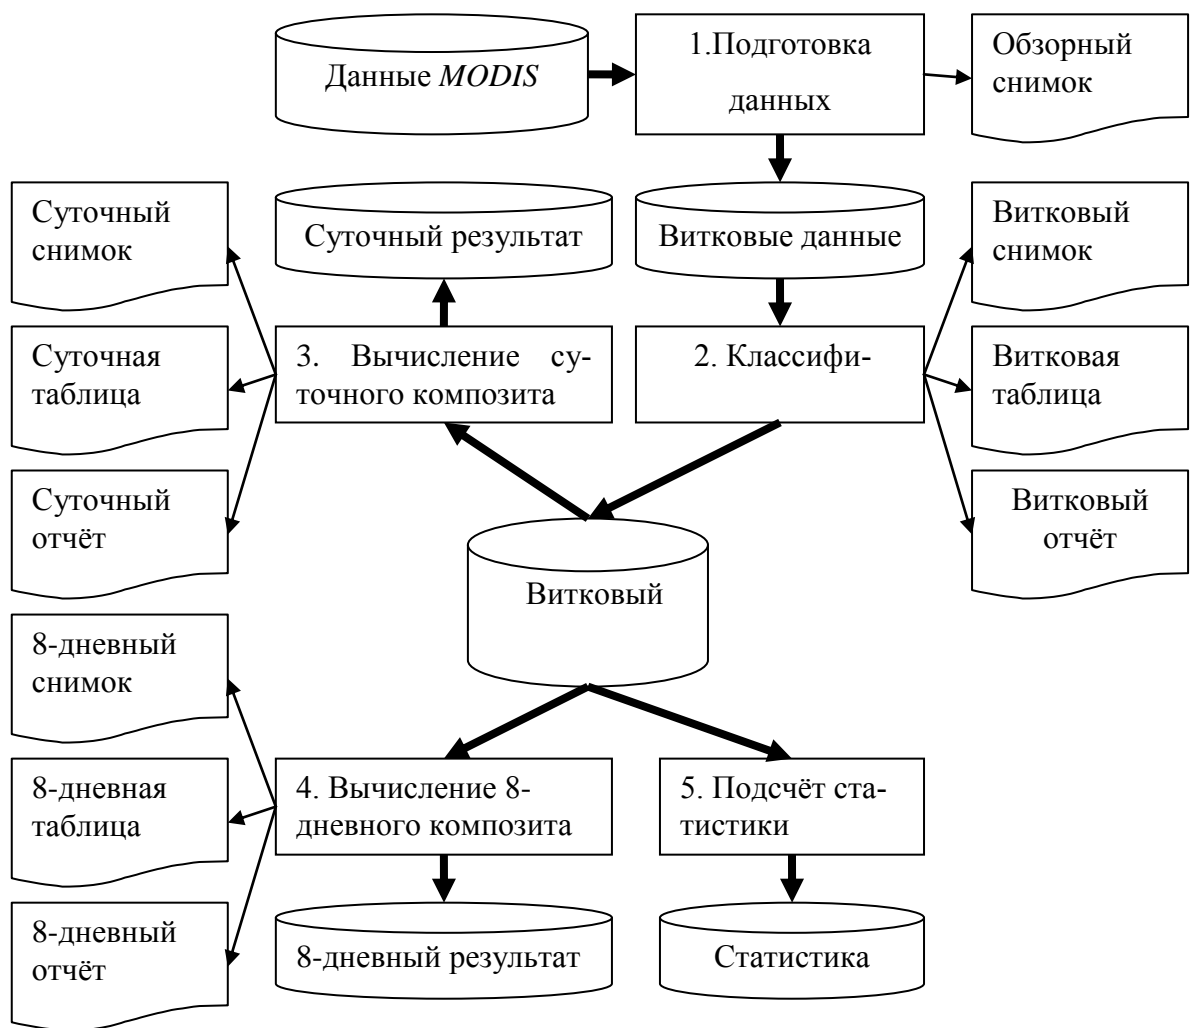 Данные MODIS
1.Подготовка
данных
Обзорный
снимок
Суточный
снимок
Суточный результат
Витковые данные
Витковый
снимок
Суточная
таблица
3. Вычисление су-
точного композита
2. Классифи-
Витковая
таблица
Суточный
отчёт
Витковый
отчёт
Витковый
8-дневный
снимок
8-дневная
таблица
4. Вычисление 8-
дневного композита
5. Подсчёт ста-
тистики
8-дневный
отчёт
8-дневный результат
Статистика